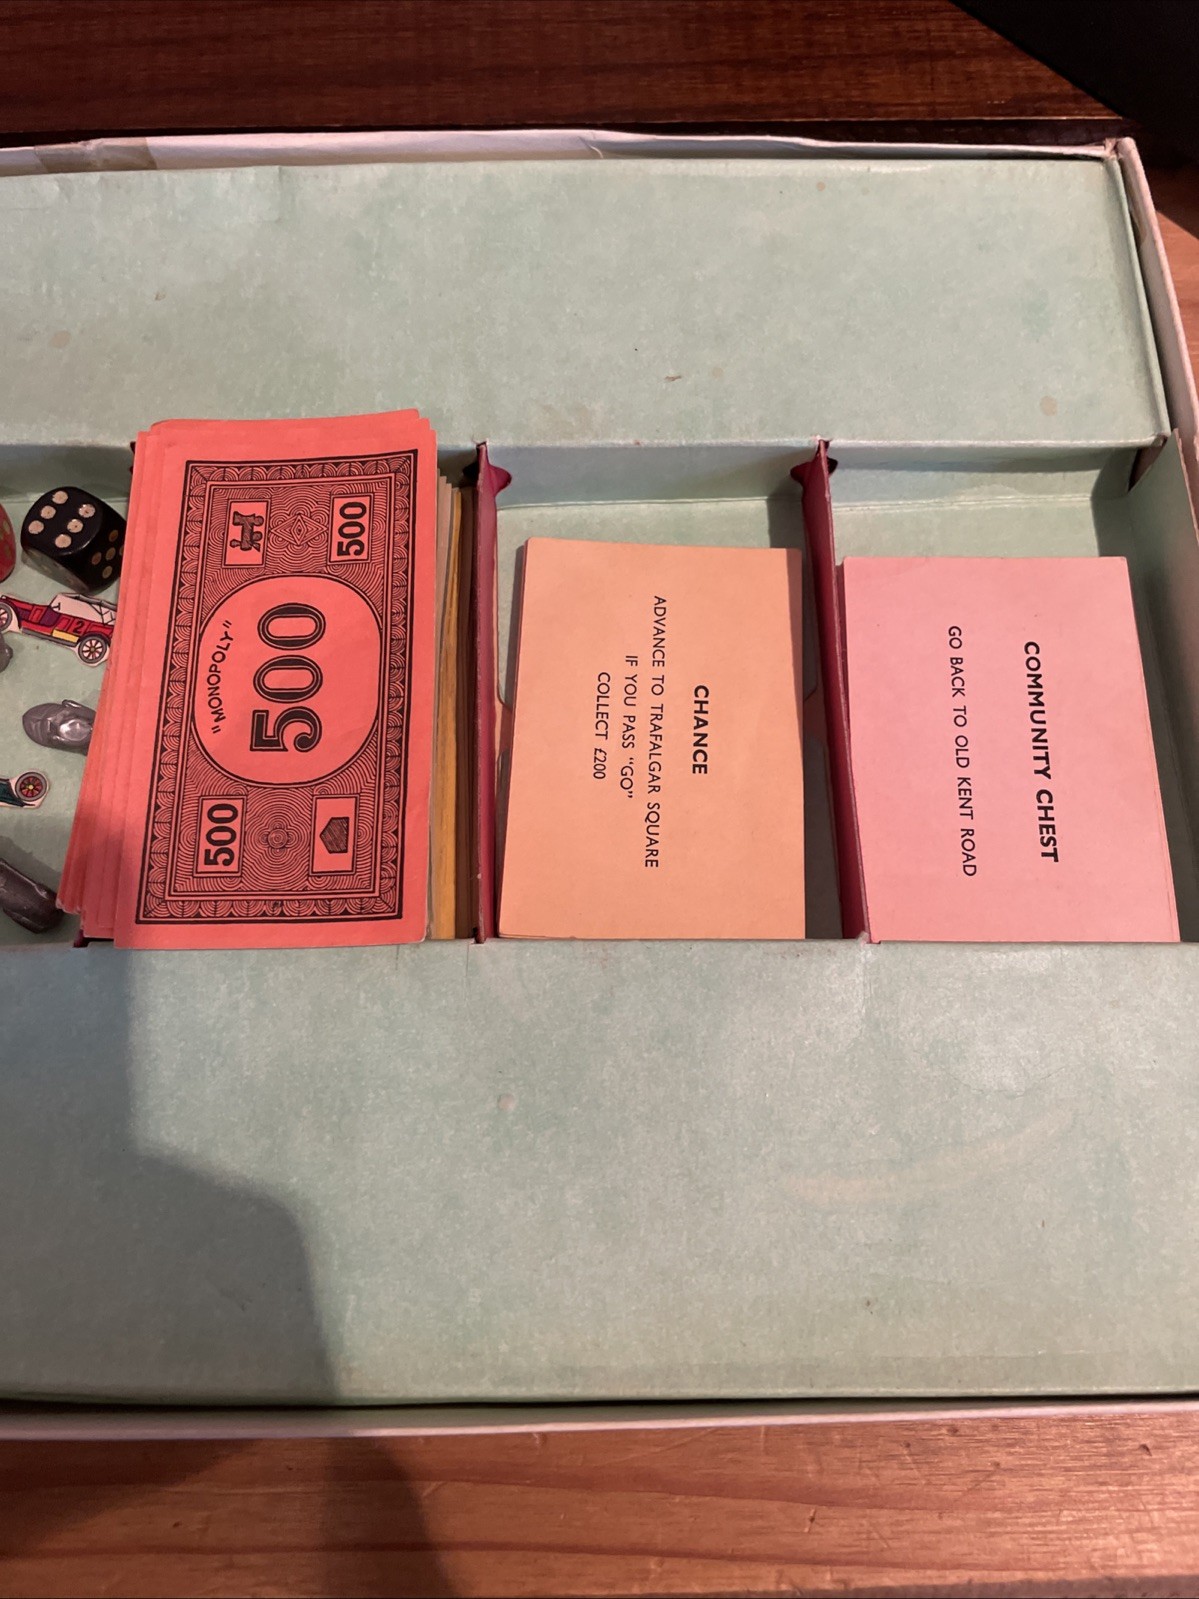 500
500
"MONOPOLY"
500
12
CHANCE
ADVANCE TO TRAFALGAR SQUARE
IF YOU PASS "GO"
COLLECT £200
COMMUNITY CHEST
GO BACK TO OLD KENT ROAD